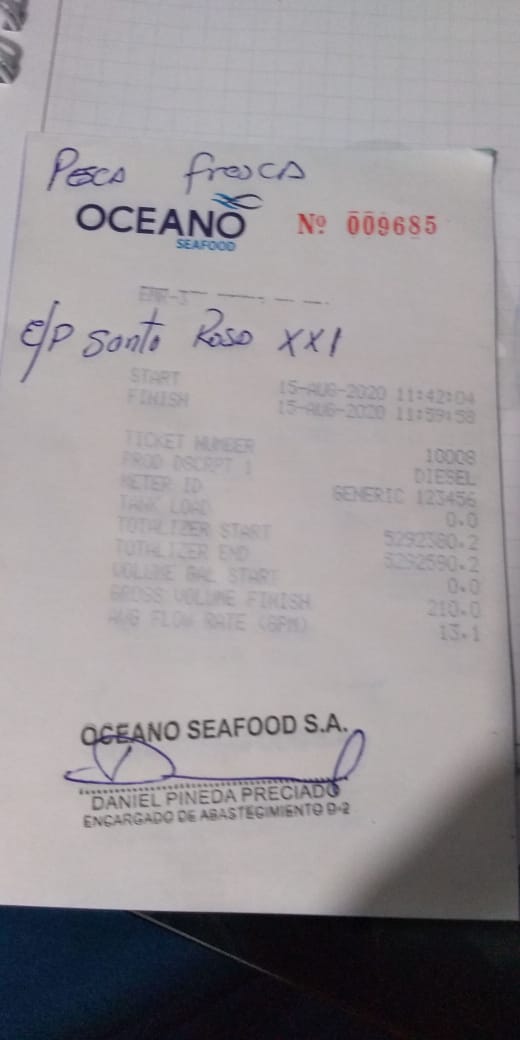 Pesca fresca
OCEANO
SEAFOOD
Nº 009685
E/P Santa Rosa XXI
START 15-AUG-2020 11:42:04
FINISH 15-AUG-2020 11:59:58
TICKET NUMBER 10008
PROD DSCRPT 1 DIESEL
METER ID GENERIC 123456
TANK LOAD 0.0
TOTALIZER START 5292380.2
TOTALIZER END 5292590.2
VOLUME BAL START 0.0
GROSS VOLUME FINISH 210.0
AVG FLOW RATE (GPM) 13.1
OCEANO SEAFOOD S.A.
DANIEL PINEDA PRECIADO
ENCARGADO DE ABASTECIMIENTO D-2